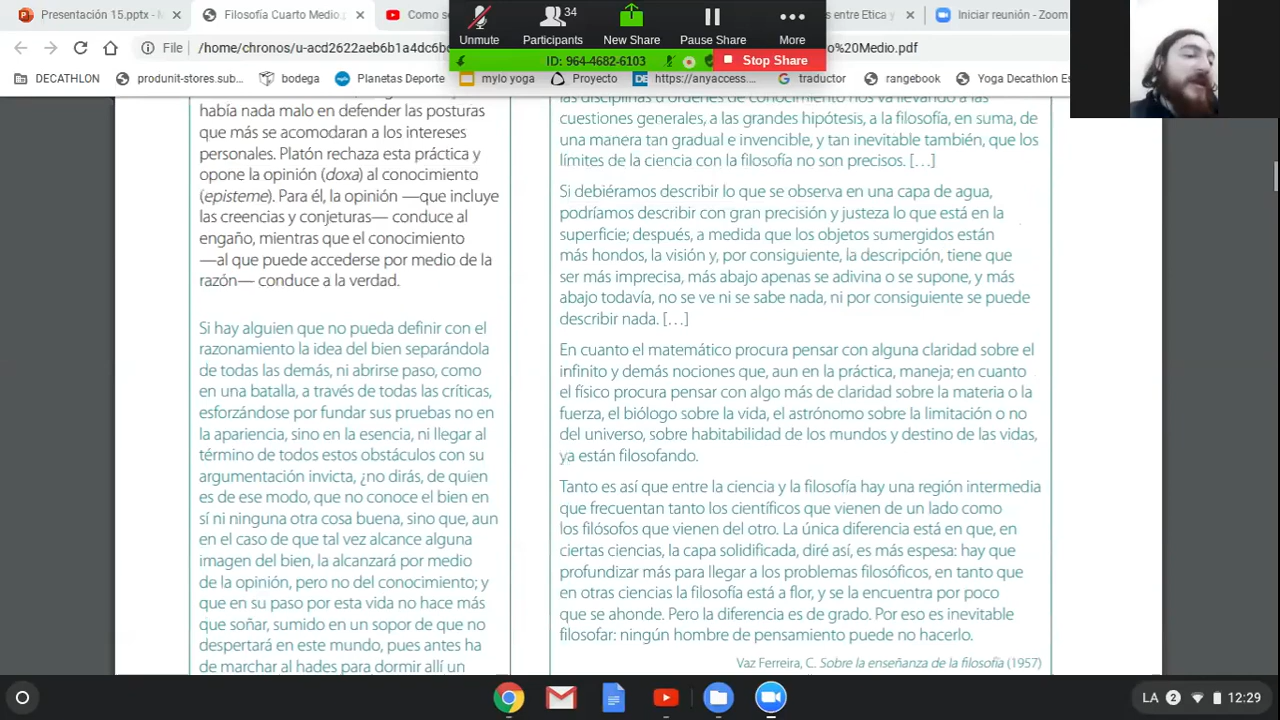 Presentación 15.pptx - M
Filosofía Cuarto Medio.p
Como se
es entre Etica y
Iniciar reunión - Zoom
Unmute
Participants
34
New Share
Pause Share
More
ID: 964-4682-6103
Stop Share
File
/home/chronos/u-acd2622aeb6b1a4dc6bc
o%20Medio.pdf
DECATHLON
produnit-stores.sub...
bodega
Planetas Deporte
mylo yoga
Proyecto
https://anyaccess.
traductor
rangebook
Yoga Decathlon Es
había nada malo en defender las posturas
que más se acomodaran a los intereses
personales. Platón rechaza esta práctica y
opone la opinión (doxa) al conocimiento
(episteme). Para él, la opinión —que incluye
las creencias y conjeturas— conduce al
engaño, mientras que el conocimiento
—al que puede accederse por medio de la
razón— conduce a la verdad.
Si hay alguien que no pueda definir con el
razonamiento la idea del bien separándola
de todas las demás, ni abrirse paso, como
en una batalla, a través de todas las críticas,
esforzándose por fundar sus pruebas no en
la apariencia, sino en la esencia, ni llegar al
término de todos estos obstáculos con su
argumentación invicta, ¿no dirás, de quien
es de ese modo, que no conoce el bien en
sí ni ninguna otra cosa buena, sino que, aun
en el caso de que tal vez alcance alguna
imagen del bien, la alcanzará por medio
de la opinión, pero no del conocimiento; y
que en su paso por esta vida no hace más
que soñar, sumido en un sopor de que no
despertará en este mundo, pues antes ha
de marchar al hades para dormir allí un
las disciplinas u órdenes de conocimiento nos va llevando a las
cuestiones generales, a las grandes hipótesis, a la filosofía, en suma, de
una manera tan gradual e invencible, y tan inevitable también, que los
límites de la ciencia con la filosofía no son precisos. […]
Si debiéramos describir lo que se observa en una capa de agua,
podríamos describir con gran precisión y justeza lo que está en la
superficie; después, a medida que los objetos sumergidos están
más hondos, la visión y, por consiguiente, la descripción, tiene que
ser más imprecisa, más abajo apenas se adivina o se supone, y más
abajo todavía, no se ve ni se sabe nada, ni por consiguiente se puede
describir nada. […]
En cuanto el matemático procura pensar con alguna claridad sobre el
infinito y demás nociones que, aun en la práctica, maneja; en cuanto
el físico procura pensar con algo más de claridad sobre la materia o la
fuerza, el biólogo sobre la vida, el astrónomo sobre la limitación o no
del universo, sobre habitabilidad de los mundos y destino de las vidas,
ya están filosofando.
Tanto es así que entre la ciencia y la filosofía hay una región intermedia
que frecuentan tanto los científicos que vienen de un lado como
los filósofos que vienen del otro. La única diferencia está en que, en
ciertas ciencias, la capa solidificada, diré así, es más espesa: hay que
profundizar más para llegar a los problemas filosóficos, en tanto que
en otras ciencias la filosofía está a flor, y se la encuentra por poco
que se ahonde. Pero la diferencia es de grado. Por eso es inevitable
filosofar: ningún hombre de pensamiento puede no hacerlo.
Vaz Ferreira, C. Sobre la enseñanza de la filosofía (1957)
LA
2
12:29